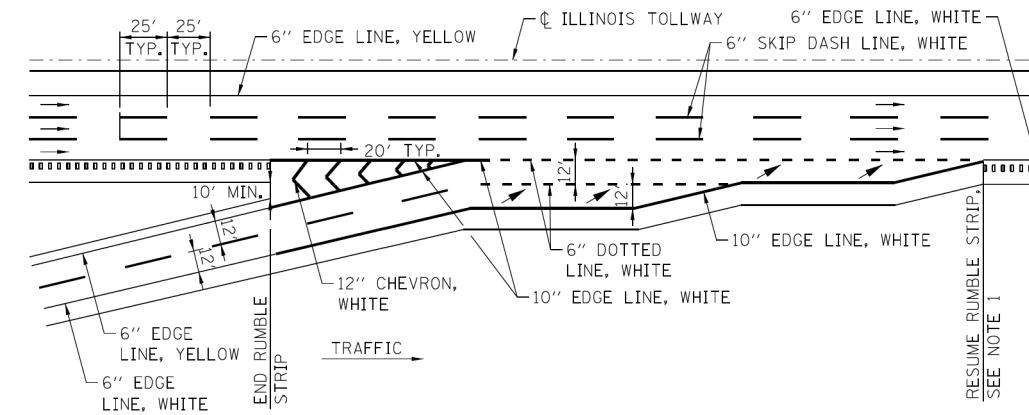 25'
TYP.
25'
6" EDGE LINE, YELLOW
℄ ILLINOIS TOLLWAY
6" EDGE LINE, WHITE
6" SKIP DASH LINE, WHITE
20' TYP.
10' MIN.
12'
12'
12'
12'
12" CHEVRON,
WHITE
6" DOTTED
LINE, WHITE
10" EDGE LINE, WHITE
10" EDGE LINE, WHITE
6" EDGE
LINE, YELLOW
6" EDGE
LINE, WHITE
END RUMBLE
STRIP
TRAFFIC
RESUME RUMBLE STRIP,
SEE NOTE 1